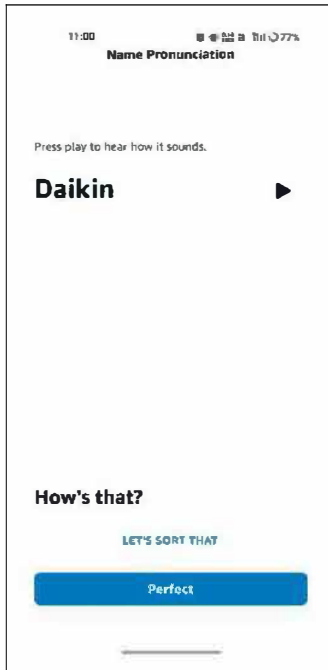 11:00 77%
Name Pronunciation
Press play to hear how it sounds.
Daikin
How's that?
LET'S SORT THAT
Perfect